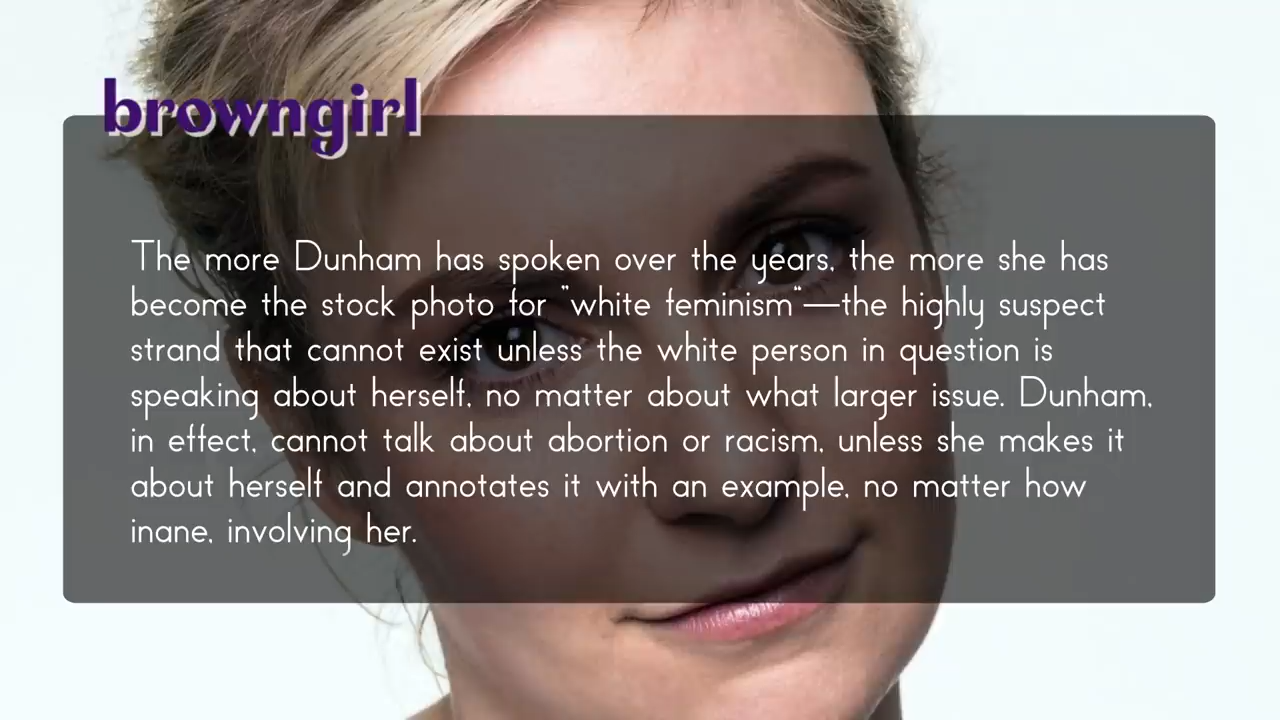 browngirl
The more Dunham has spoken over the years, the more she has
become the stock photo for "white feminism"—the highly suspect
strand that cannot exist unless the white person in question is
speaking about herself, no matter about what larger issue. Dunham,
in effect, cannot talk about abortion or racism, unless she makes it
about herself and annotates it with an example, no matter how
inane, involving her.